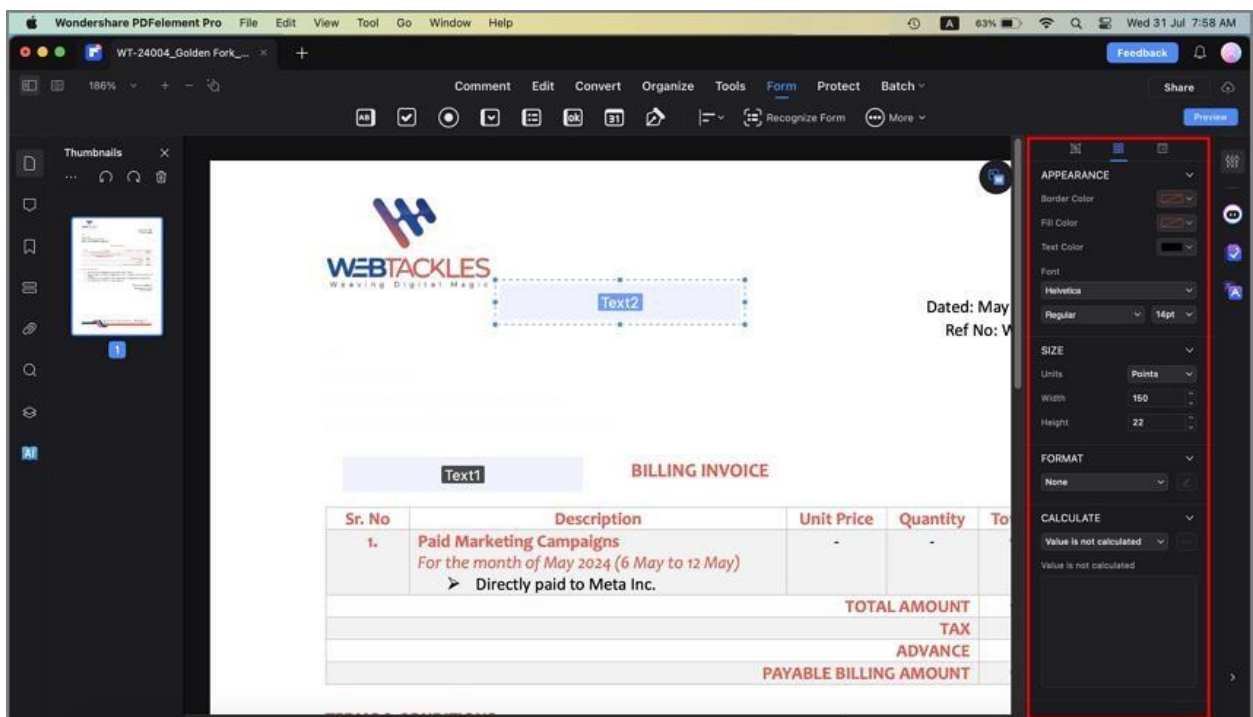 Wondershare PDFelement Pro File Edit View Tool Go Window Help A 63% Wed 31 Jul 7:58 AM
WT-24004_Golden Fork_... × + Feedback
186% + − Comment Edit Convert Organize Tools Form Protect Batch Share
AB ok 31 Recognize Form More Preview
Thumbnails ×
...
1
AI
WEBTACKLES
Weaving Digital Magic
Text2
Dated: May
Ref No: W
Text1
BILLING INVOICE
Sr. No Description Unit Price Quantity To
1. Paid Marketing Campaigns - -
For the month of May 2024 (6 May to 12 May)
➤ Directly paid to Meta Inc.
TOTAL AMOUNT
TAX
ADVANCE
PAYABLE BILLING AMOUNT
APPEARANCE
Border Color
Fill Color
Text Color
Font
Helvetica
Regular 14pt
SIZE
Units Points
Width 150
Height 22
FORMAT
None
CALCULATE
Value is not calculated
Value is not calculated